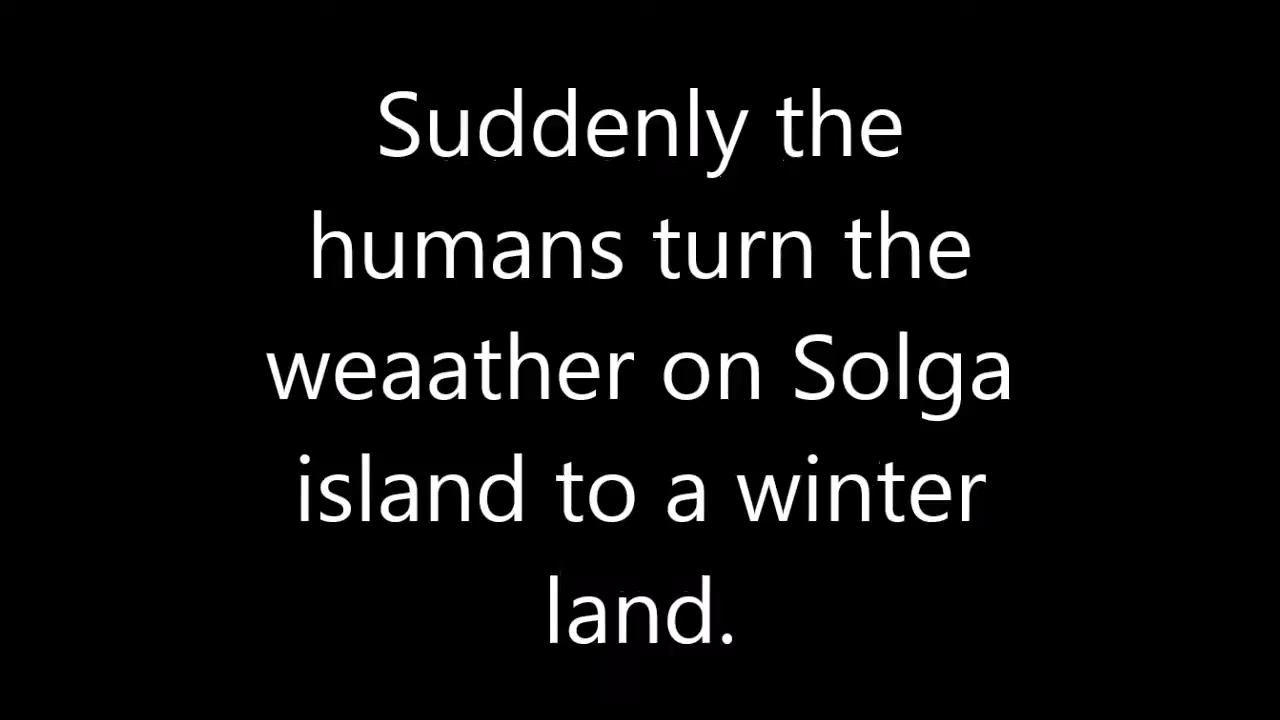 Suddenly the
humans turn the
weaather on Solga
island to a winter
land.